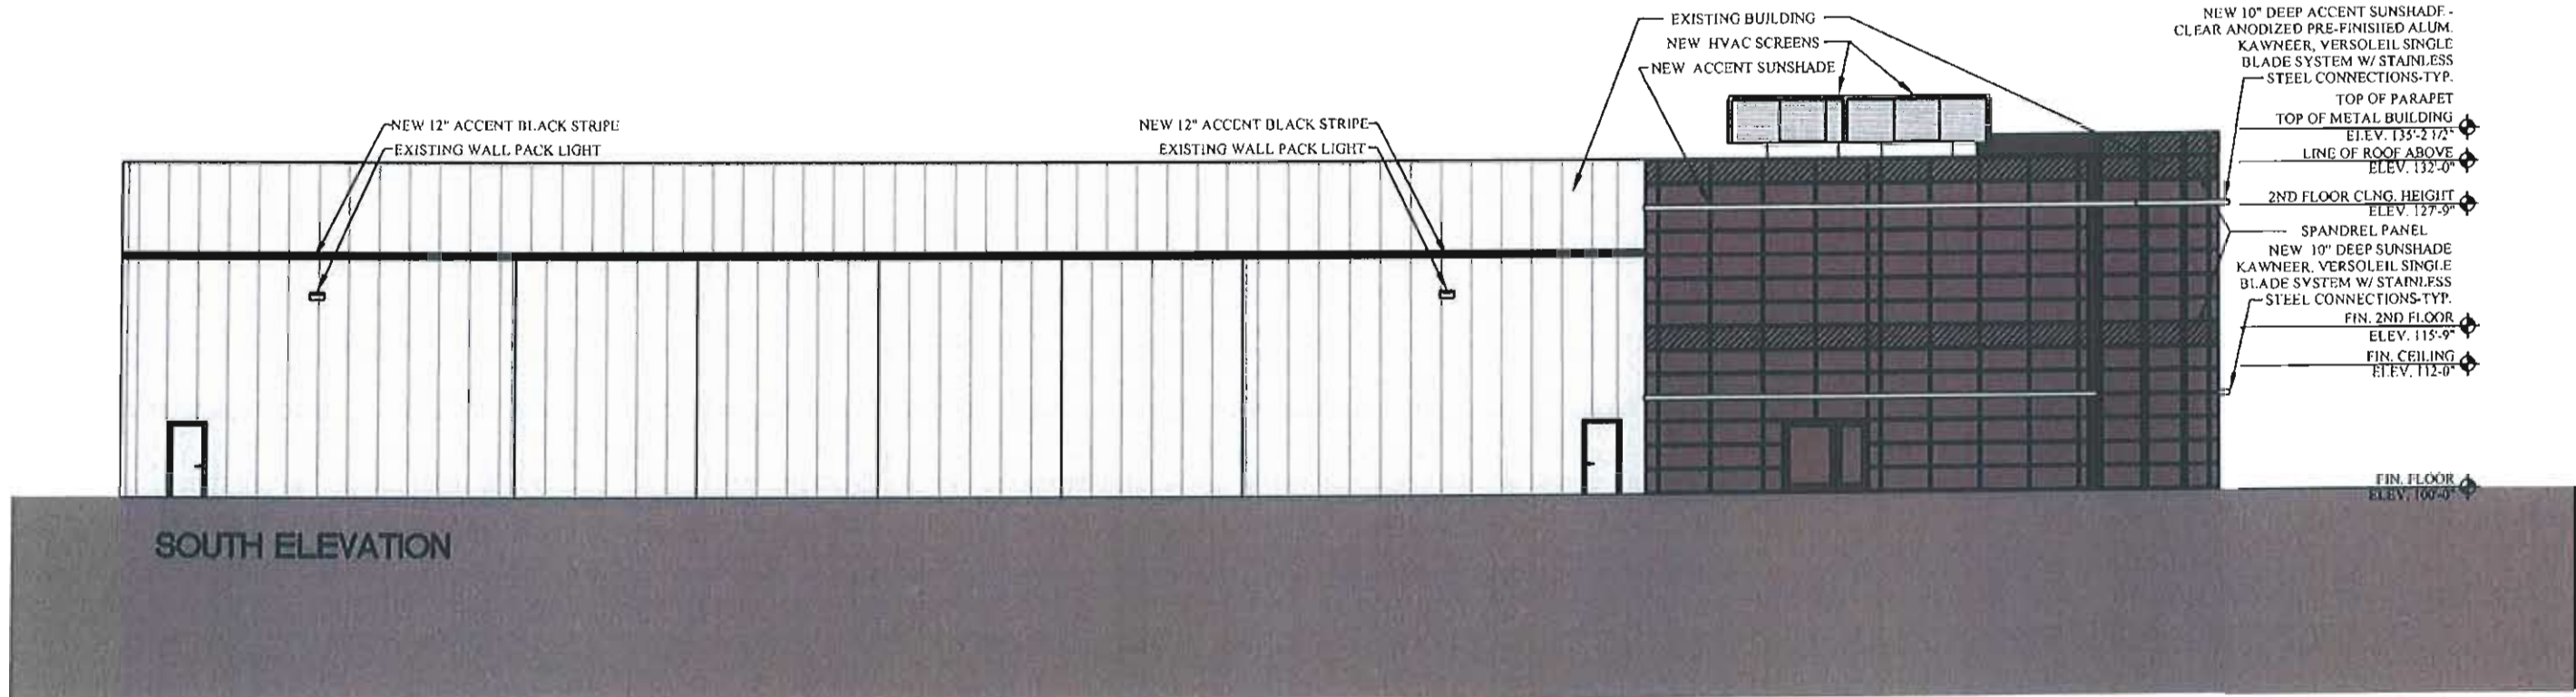 EXISTING BUILDING
NEW HVAC SCREENS
NEW ACCENT SUNSHADE
NEW 12" ACCENT BLACK STRIPE
EXISTING WALL PACK LIGHT
NEW 12" ACCENT BLACK STRIPE
EXISTING WALL PACK LIGHT
NEW 10" DEEP ACCENT SUNSHADE -
CLEAR ANODIZED PRE-FINISHED ALUM.
KAWNEER, VERSOLEIL SINGLE
BLADE SYSTEM W/ STAINLESS
STEEL CONNECTIONS-TYP.
TOP OF PARAPET
TOP OF METAL BUILDING
ELEV. 135'-2 1/2"
LINE OF ROOF ABOVE
ELEV. 132'-0"
2ND FLOOR CLNG. HEIGHT
ELEV. 127'-9"
SPANDREL PANEL
NEW 10" DEEP SUNSHADE
KAWNEER, VERSOLEIL SINGLE
BLADE SYSTEM W/ STAINLESS
STEEL CONNECTIONS-TYP.
FIN. 2ND FLOOR
ELEV. 115'-9"
FIN. CEILING
ELEV. 112'-0"
FIN. FLOOR
ELEV. 100'-0"
SOUTH ELEVATION